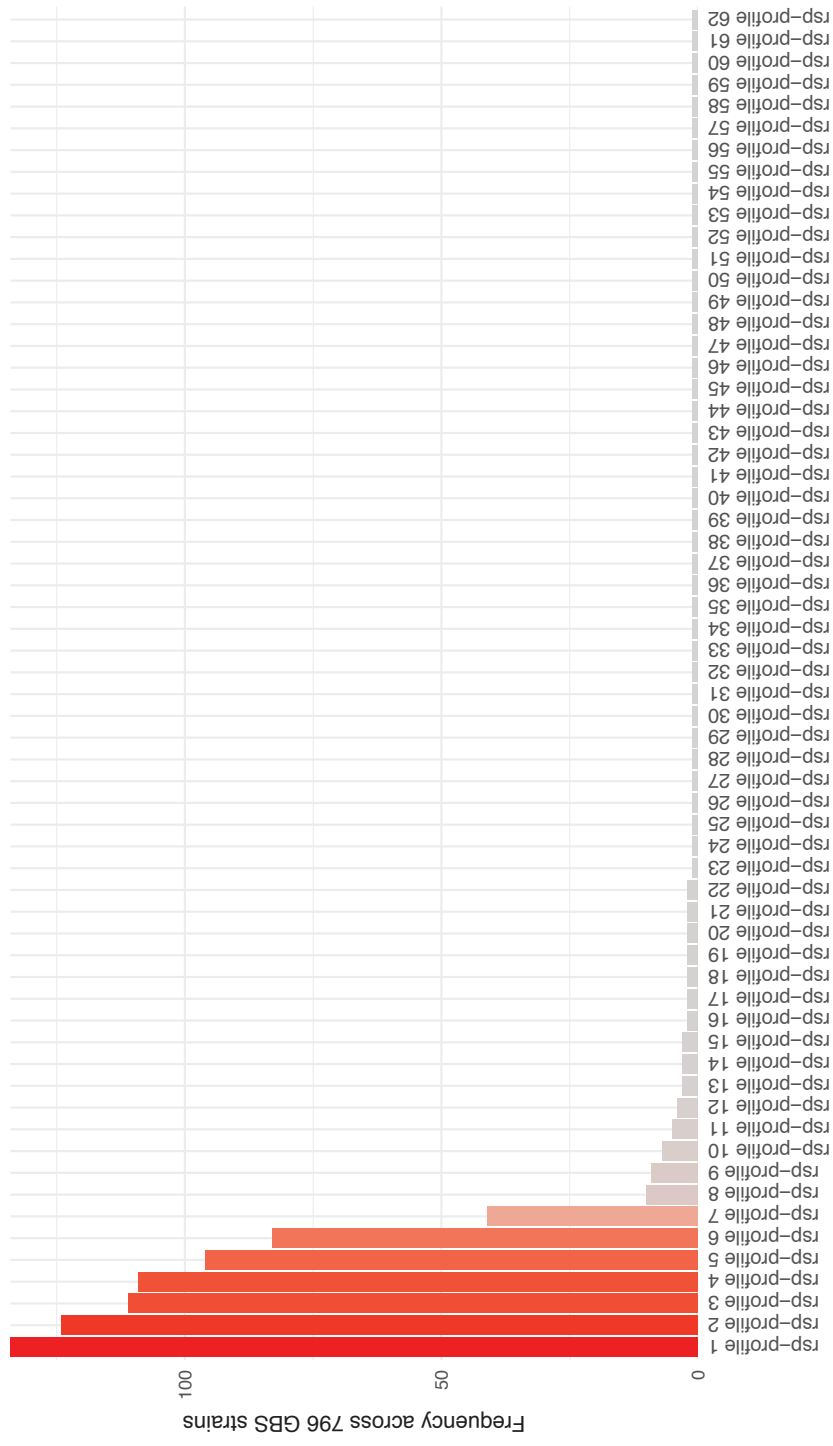 rsp-profile 62
rsp-profile 61
rsp-profile 60
rsp-profile 59
rsp-profile 58
rsp-profile 57
rsp-profile 56
rsp-profile 55
rsp-profile 54
rsp-profile 53
rsp-profile 52
rsp-profile 51
rsp-profile 50
rsp-profile 49
rsp-profile 48
rsp-profile 47
rsp-profile 46
rsp-profile 45
rsp-profile 44
rsp-profile 43
rsp-profile 42
rsp-profile 41
rsp-profile 40
rsp-profile 39
rsp-profile 38
rsp-profile 37
rsp-profile 36
rsp-profile 35
rsp-profile 34
rsp-profile 33
rsp-profile 32
rsp-profile 31
rsp-profile 30
rsp-profile 29
rsp-profile 28
rsp-profile 27
rsp-profile 26
rsp-profile 25
rsp-profile 24
rsp-profile 23
rsp-profile 22
rsp-profile 21
rsp-profile 20
rsp-profile 19
rsp-profile 18
rsp-profile 17
rsp-profile 16
rsp-profile 15
rsp-profile 14
rsp-profile 13
rsp-profile 12
rsp-profile 11
rsp-profile 10
rsp-profile 9
rsp-profile 8
rsp-profile 7
rsp-profile 6
rsp-profile 5
rsp-profile 4
rsp-profile 3
rsp-profile 2
rsp-profile 1
100
50
0
Frequency across 796 GBS strains